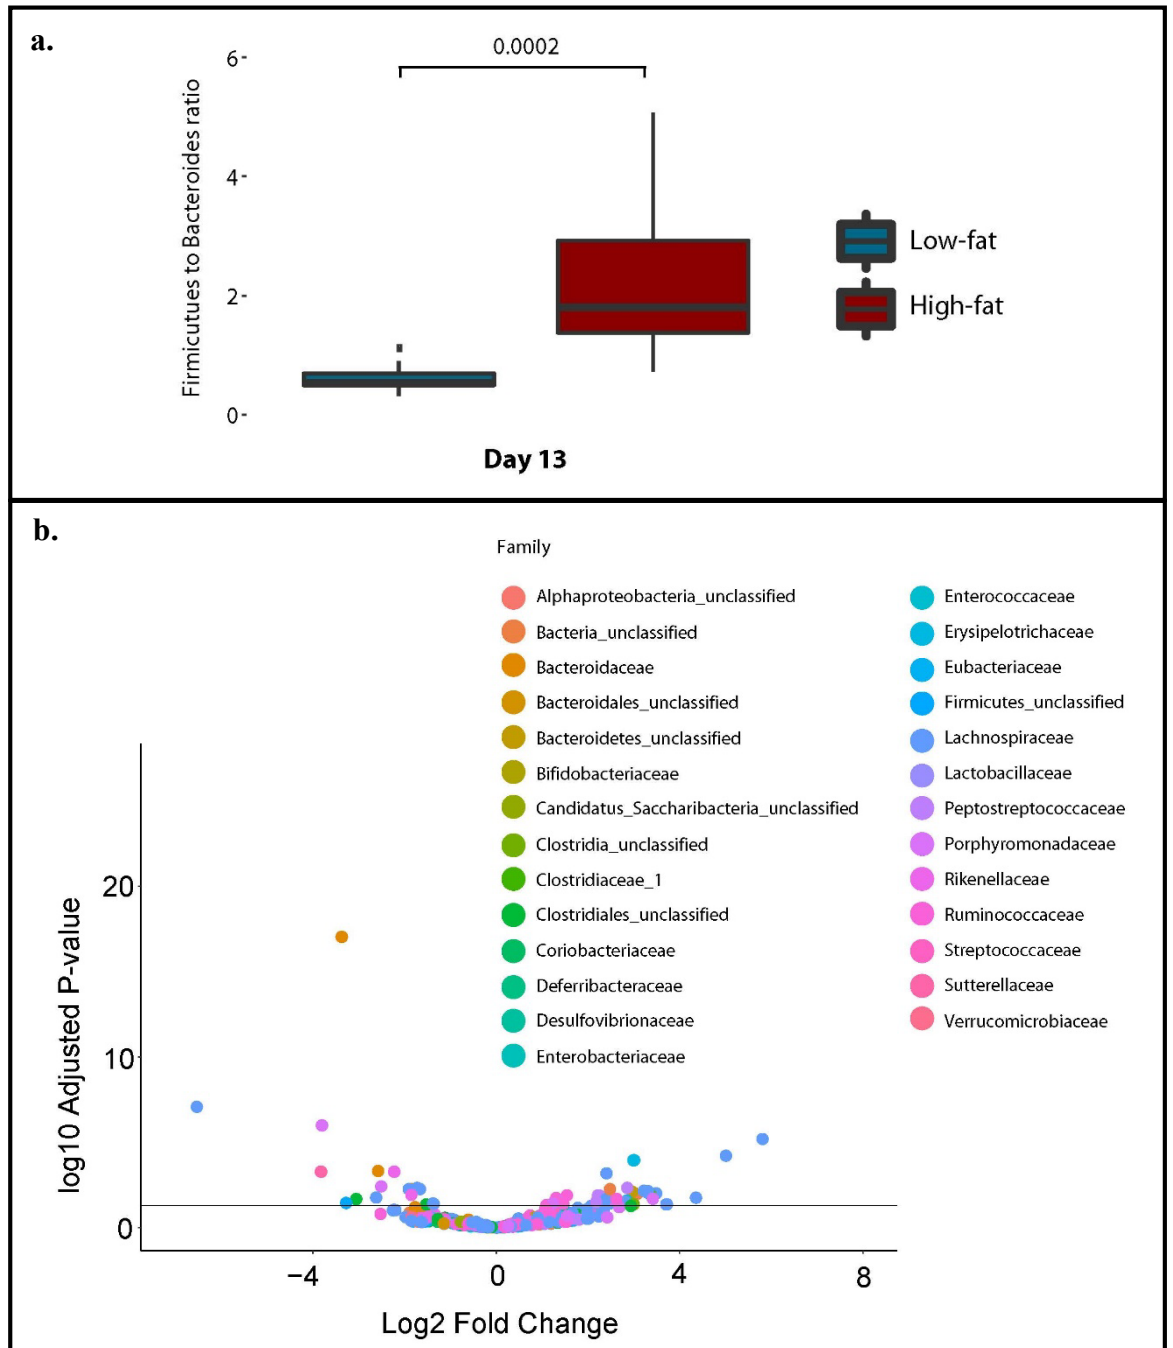 a.
0.0002
6-
4-
2-
0-
Firmicutues to Bacteroides ratio
Low-fat
High-fat
Day 13
b.
Family
Alphaproteobacteria_unclassified
Bacteria_unclassified
Bacteroidaceae
Bacteroidales_unclassified
Bacteroidetes_unclassified
Bifidobacteriaceae
Candidatus_Saccharibacteria_unclassified
Clostridia_unclassified
Clostridiaceae_1
Clostridiales_unclassified
Coriobacteriaceae
Deferribacteraceae
Desulfovibrionaceae
Enterobacteriaceae
Enterococcaceae
Erysipelotrichaceae
Eubacteriaceae
Firmicutes_unclassified
Lachnospiraceae
Lactobacillaceae
Peptostreptococcaceae
Porphyromonadaceae
Rikenellaceae
Ruminococcaceae
Streptococcaceae
Sutterellaceae
Verrucomicrobiaceae
20
10
0
log10 Adjusted P-value
−4
0
4
8
Log2 Fold Change